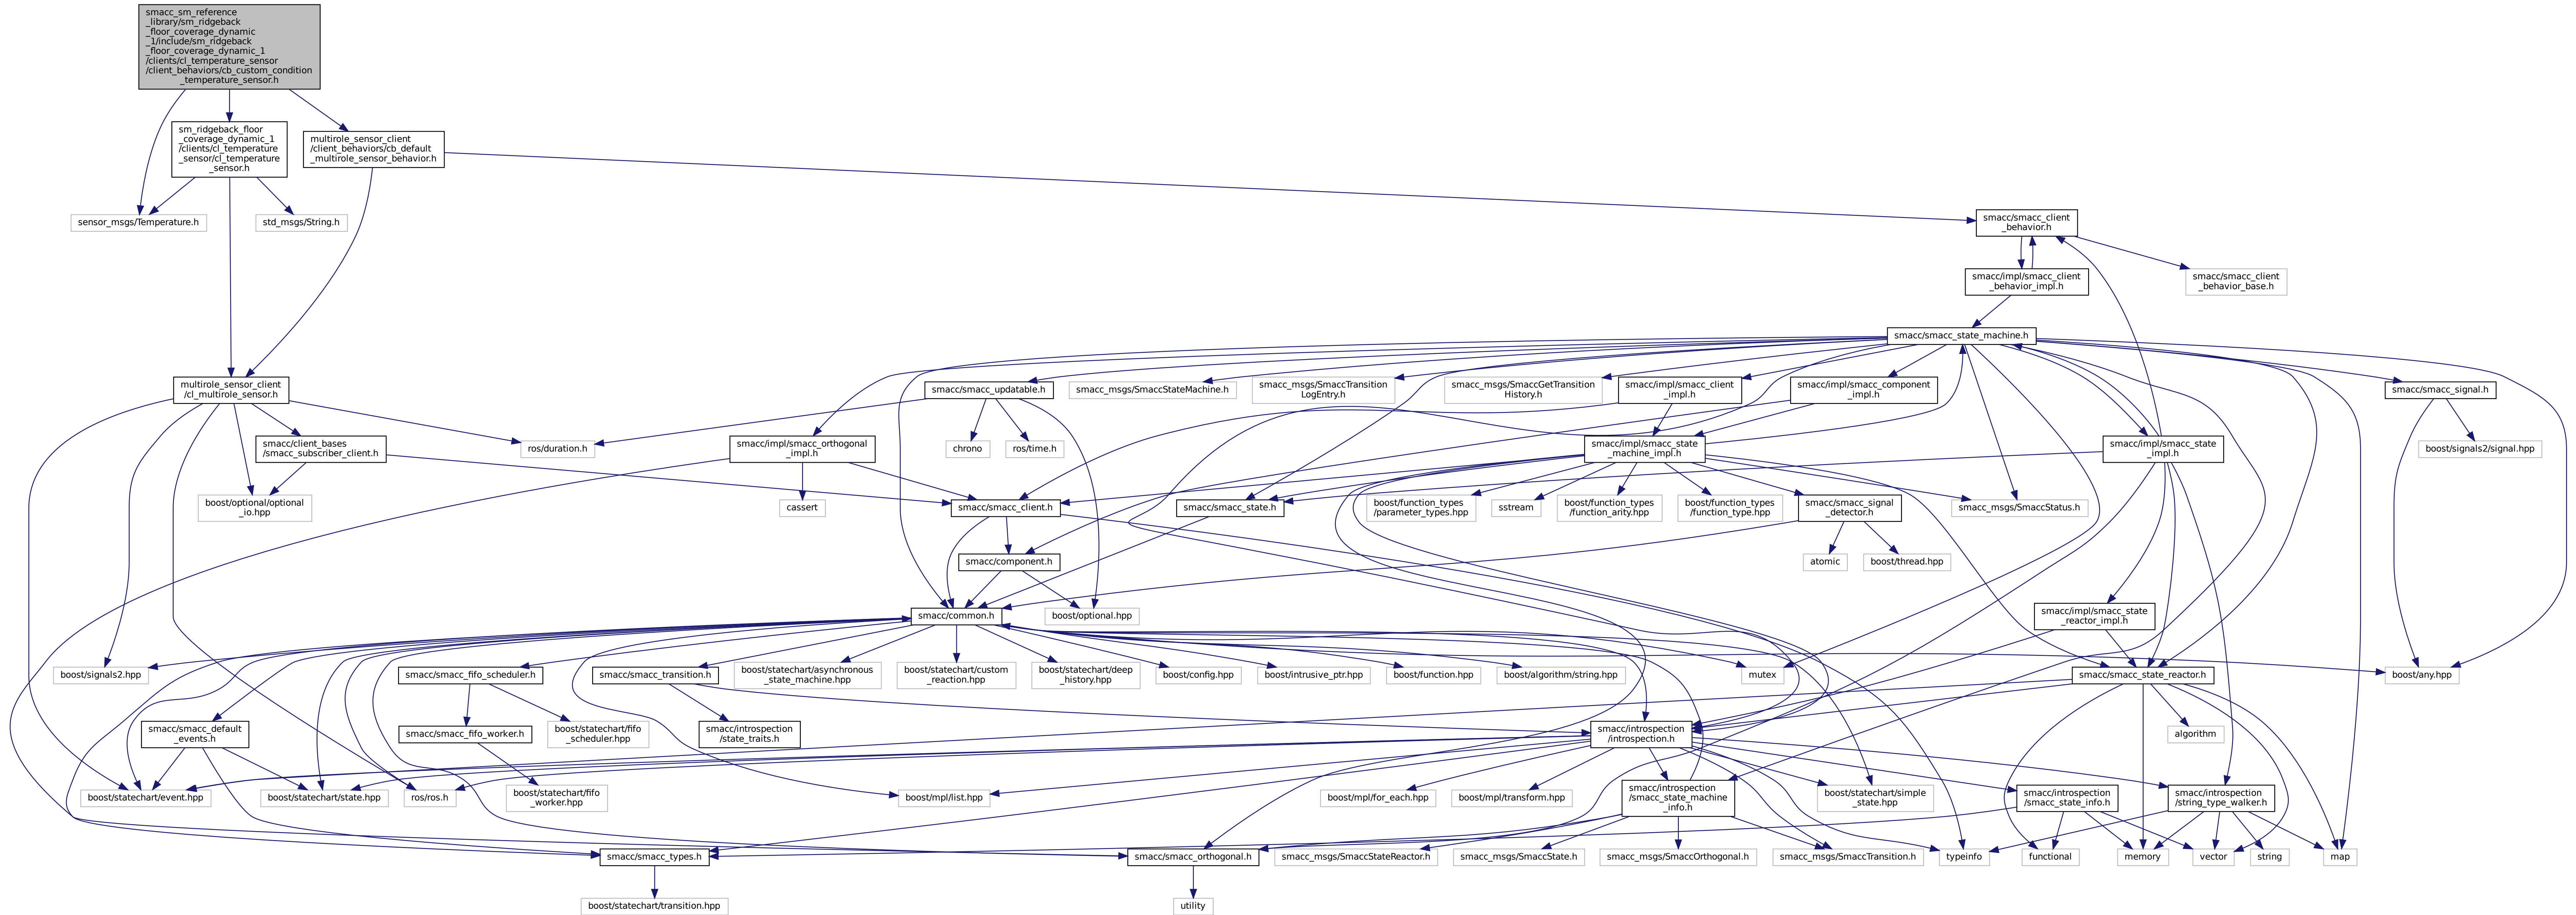 smacc_sm_reference
_library/sm_ridgeback
_floor_coverage_dynamic
_1/include/sm_ridgeback
_floor_coverage_dynamic_1
/clients/cl_temperature_sensor
/client_behaviors/cb_custom_condition
_temperature_sensor.h
sm_ridgeback_floor
_coverage_dynamic_1
/clients/cl_temperature
_sensor/cl_temperature
_sensor.h
multirole_sensor_client
/client_behaviors/cb_default
_multirole_sensor_behavior.h
sensor_msgs/Temperature.h
std_msgs/String.h
smacc/smacc_client
_behavior.h
smacc/impl/smacc_client
_behavior_impl.h
smacc/smacc_client
_behavior_base.h
smacc/smacc_state_machine.h
multirole_sensor_client
/cl_multirole_sensor.h
smacc/smacc_updatable.h
smacc_msgs/SmaccStateMachine.h
smacc_msgs/SmaccTransition
LogEntry.h
smacc_msgs/SmaccGetTransition
History.h
smacc/impl/smacc_client
_impl.h
smacc/impl/smacc_component
_impl.h
smacc/smacc_signal.h
smacc/client_bases
/smacc_subscriber_client.h
ros/duration.h
smacc/impl/smacc_orthogonal
_impl.h
chrono
ros/time.h
smacc/impl/smacc_state
_machine_impl.h
smacc/impl/smacc_state
_impl.h
boost/signals2/signal.hpp
boost/optional/optional
_io.hpp
cassert
smacc/smacc_client.h
smacc/smacc_state.h
boost/function_types
/parameter_types.hpp
sstream
boost/function_types
/function_arity.hpp
boost/function_types
/function_type.hpp
smacc/smacc_signal
_detector.h
smacc_msgs/SmaccStatus.h
smacc/component.h
atomic
boost/thread.hpp
smacc/common.h
boost/optional.hpp
smacc/impl/smacc_state
_reactor_impl.h
boost/signals2.hpp
smacc/smacc_fifo_scheduler.h
smacc/smacc_transition.h
boost/statechart/asynchronous
_state_machine.hpp
boost/statechart/custom
_reaction.hpp
boost/statechart/deep
_history.hpp
boost/config.hpp
boost/intrusive_ptr.hpp
boost/function.hpp
boost/algorithm/string.hpp
mutex
smacc/smacc_state_reactor.h
boost/any.hpp
smacc/smacc_default
_events.h
smacc/smacc_fifo_worker.h
boost/statechart/fifo
_scheduler.hpp
smacc/introspection
/state_traits.h
smacc/introspection
/introspection.h
algorithm
boost/statechart/event.hpp
boost/statechart/state.hpp
ros/ros.h
boost/statechart/fifo
_worker.hpp
boost/mpl/list.hpp
boost/mpl/for_each.hpp
boost/mpl/transform.hpp
smacc/introspection
/smacc_state_machine
_info.h
boost/statechart/simple
_state.hpp
smacc/introspection
/smacc_state_info.h
smacc/introspection
/string_type_walker.h
smacc/smacc_types.h
smacc/smacc_orthogonal.h
smacc_msgs/SmaccStateReactor.h
smacc_msgs/SmaccState.h
smacc_msgs/SmaccOrthogonal.h
smacc_msgs/SmaccTransition.h
typeinfo
functional
memory
vector
string
map
boost/statechart/transition.hpp
utility